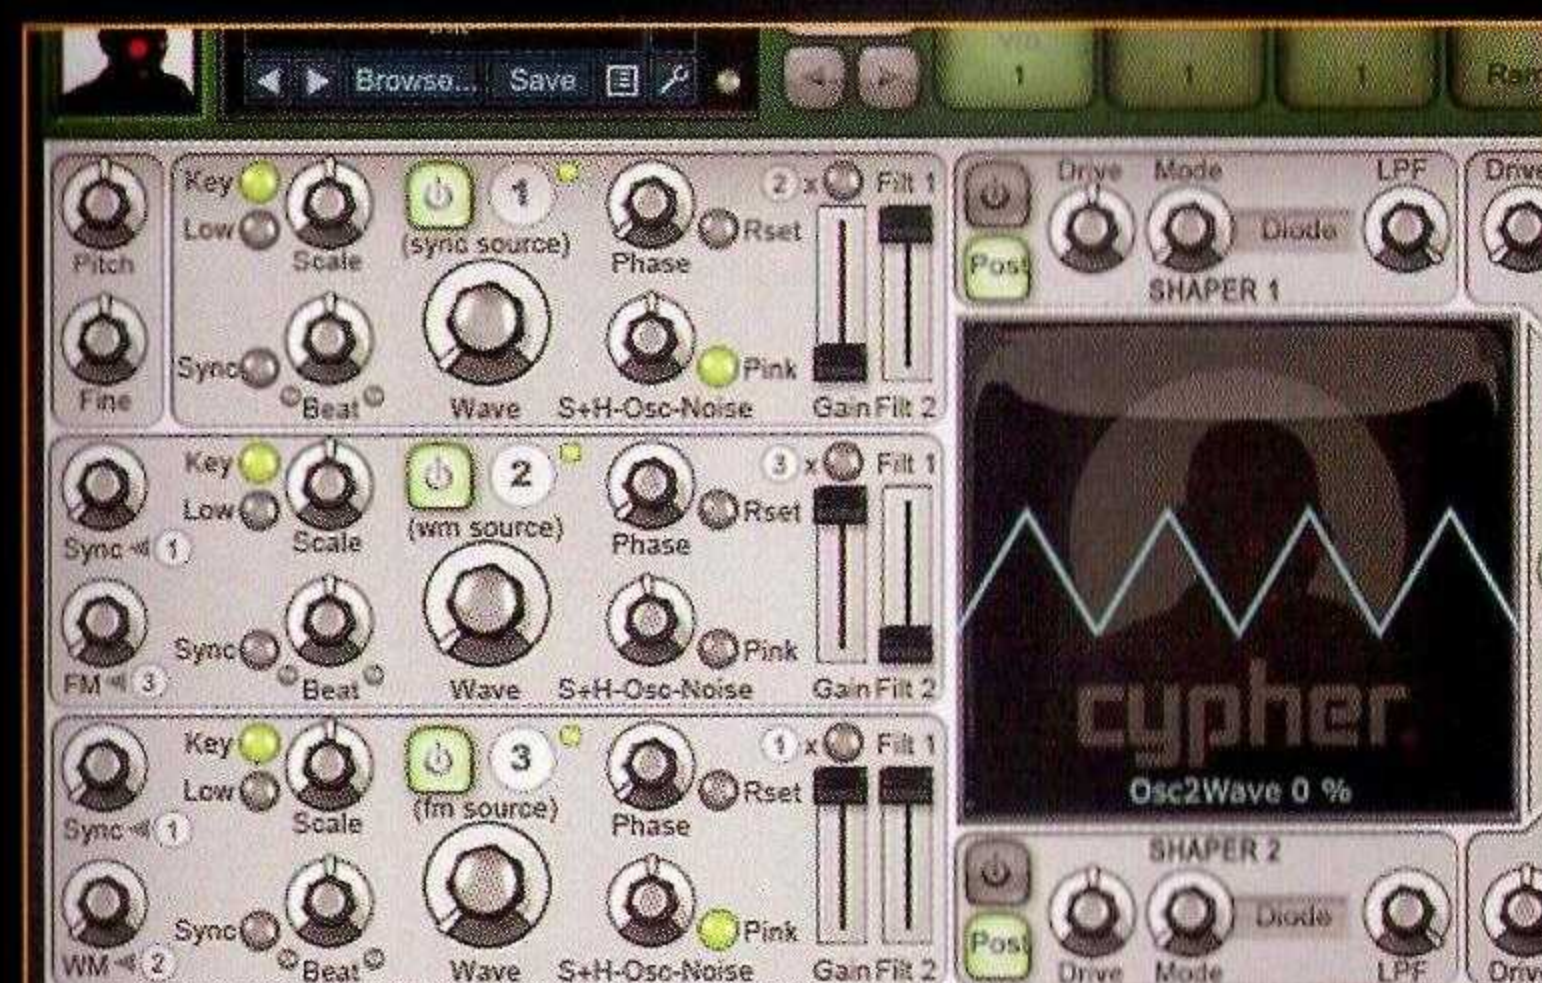 Browse... Save
1 1 1
Key 1 2 x Filt 1
Low (sync source) Rset
Pitch Scale Phase
Sync Pink
Fine Beat Wave S+H-Osc-Noise Gain Filt 2
Key 2 3 x Filt 1
Low (wm source) Rset
Sync 1 Scale Phase
Sync Pink
FM 3 Beat Wave S+H-Osc-Noise Gain Filt 2
Key 3 1 x Filt 1
Low (fm source) Rset
Sync 1 Scale Phase
Sync Pink
WM 2 Beat Wave S+H-Osc-Noise Gain Filt 2
Drive Mode LPF Drive
Diode
Post
SHAPER 1
cypher
Osc2Wave 0 %
SHAPER 2
Diode
Post
Drive Mode LPF Drive